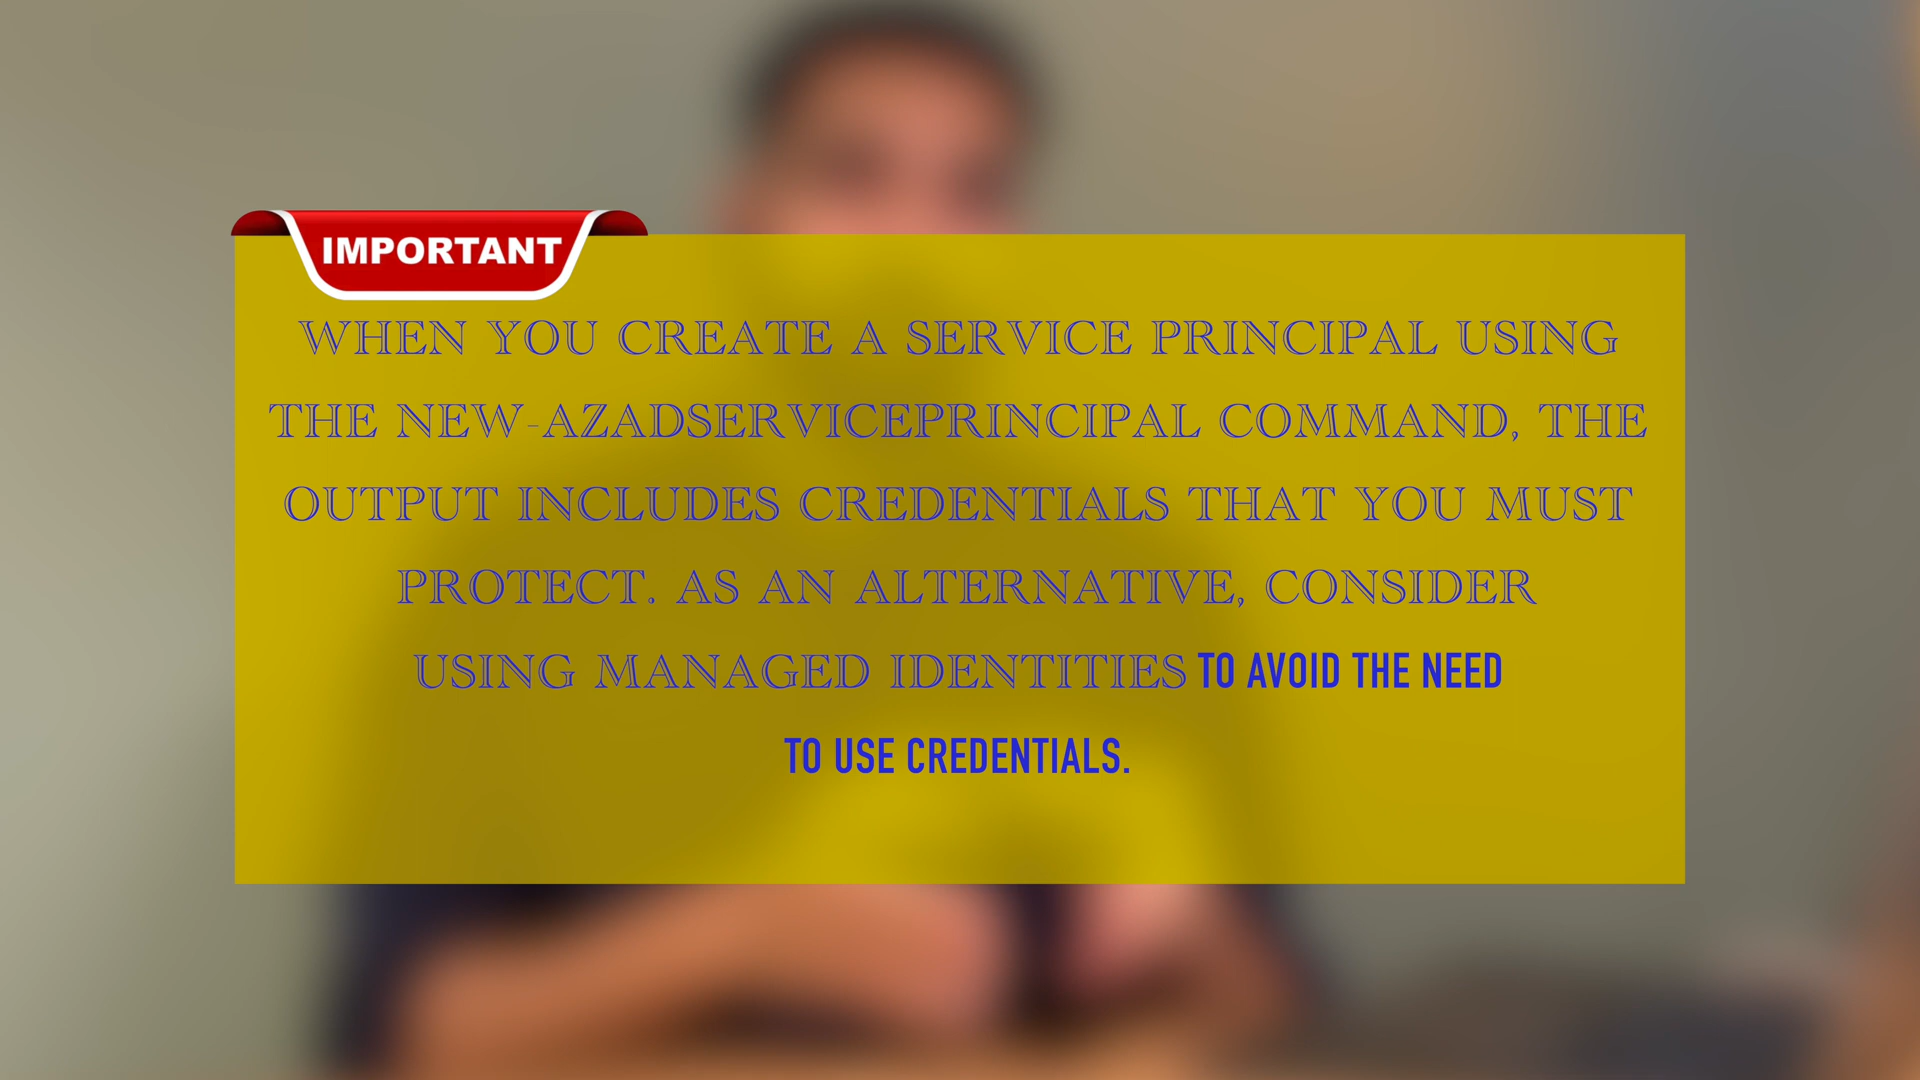 IMPORTANT
WHEN YOU CREATE A SERVICE PRINCIPAL USING
THE NEW-AZADSERVICEPRINCIPAL COMMAND, THE
OUTPUT INCLUDES CREDENTIALS THAT YOU MUST
PROTECT. AS AN ALTERNATIVE, CONSIDER
USING MANAGED IDENTITIES TO AVOID THE NEED
TO USE CREDENTIALS.